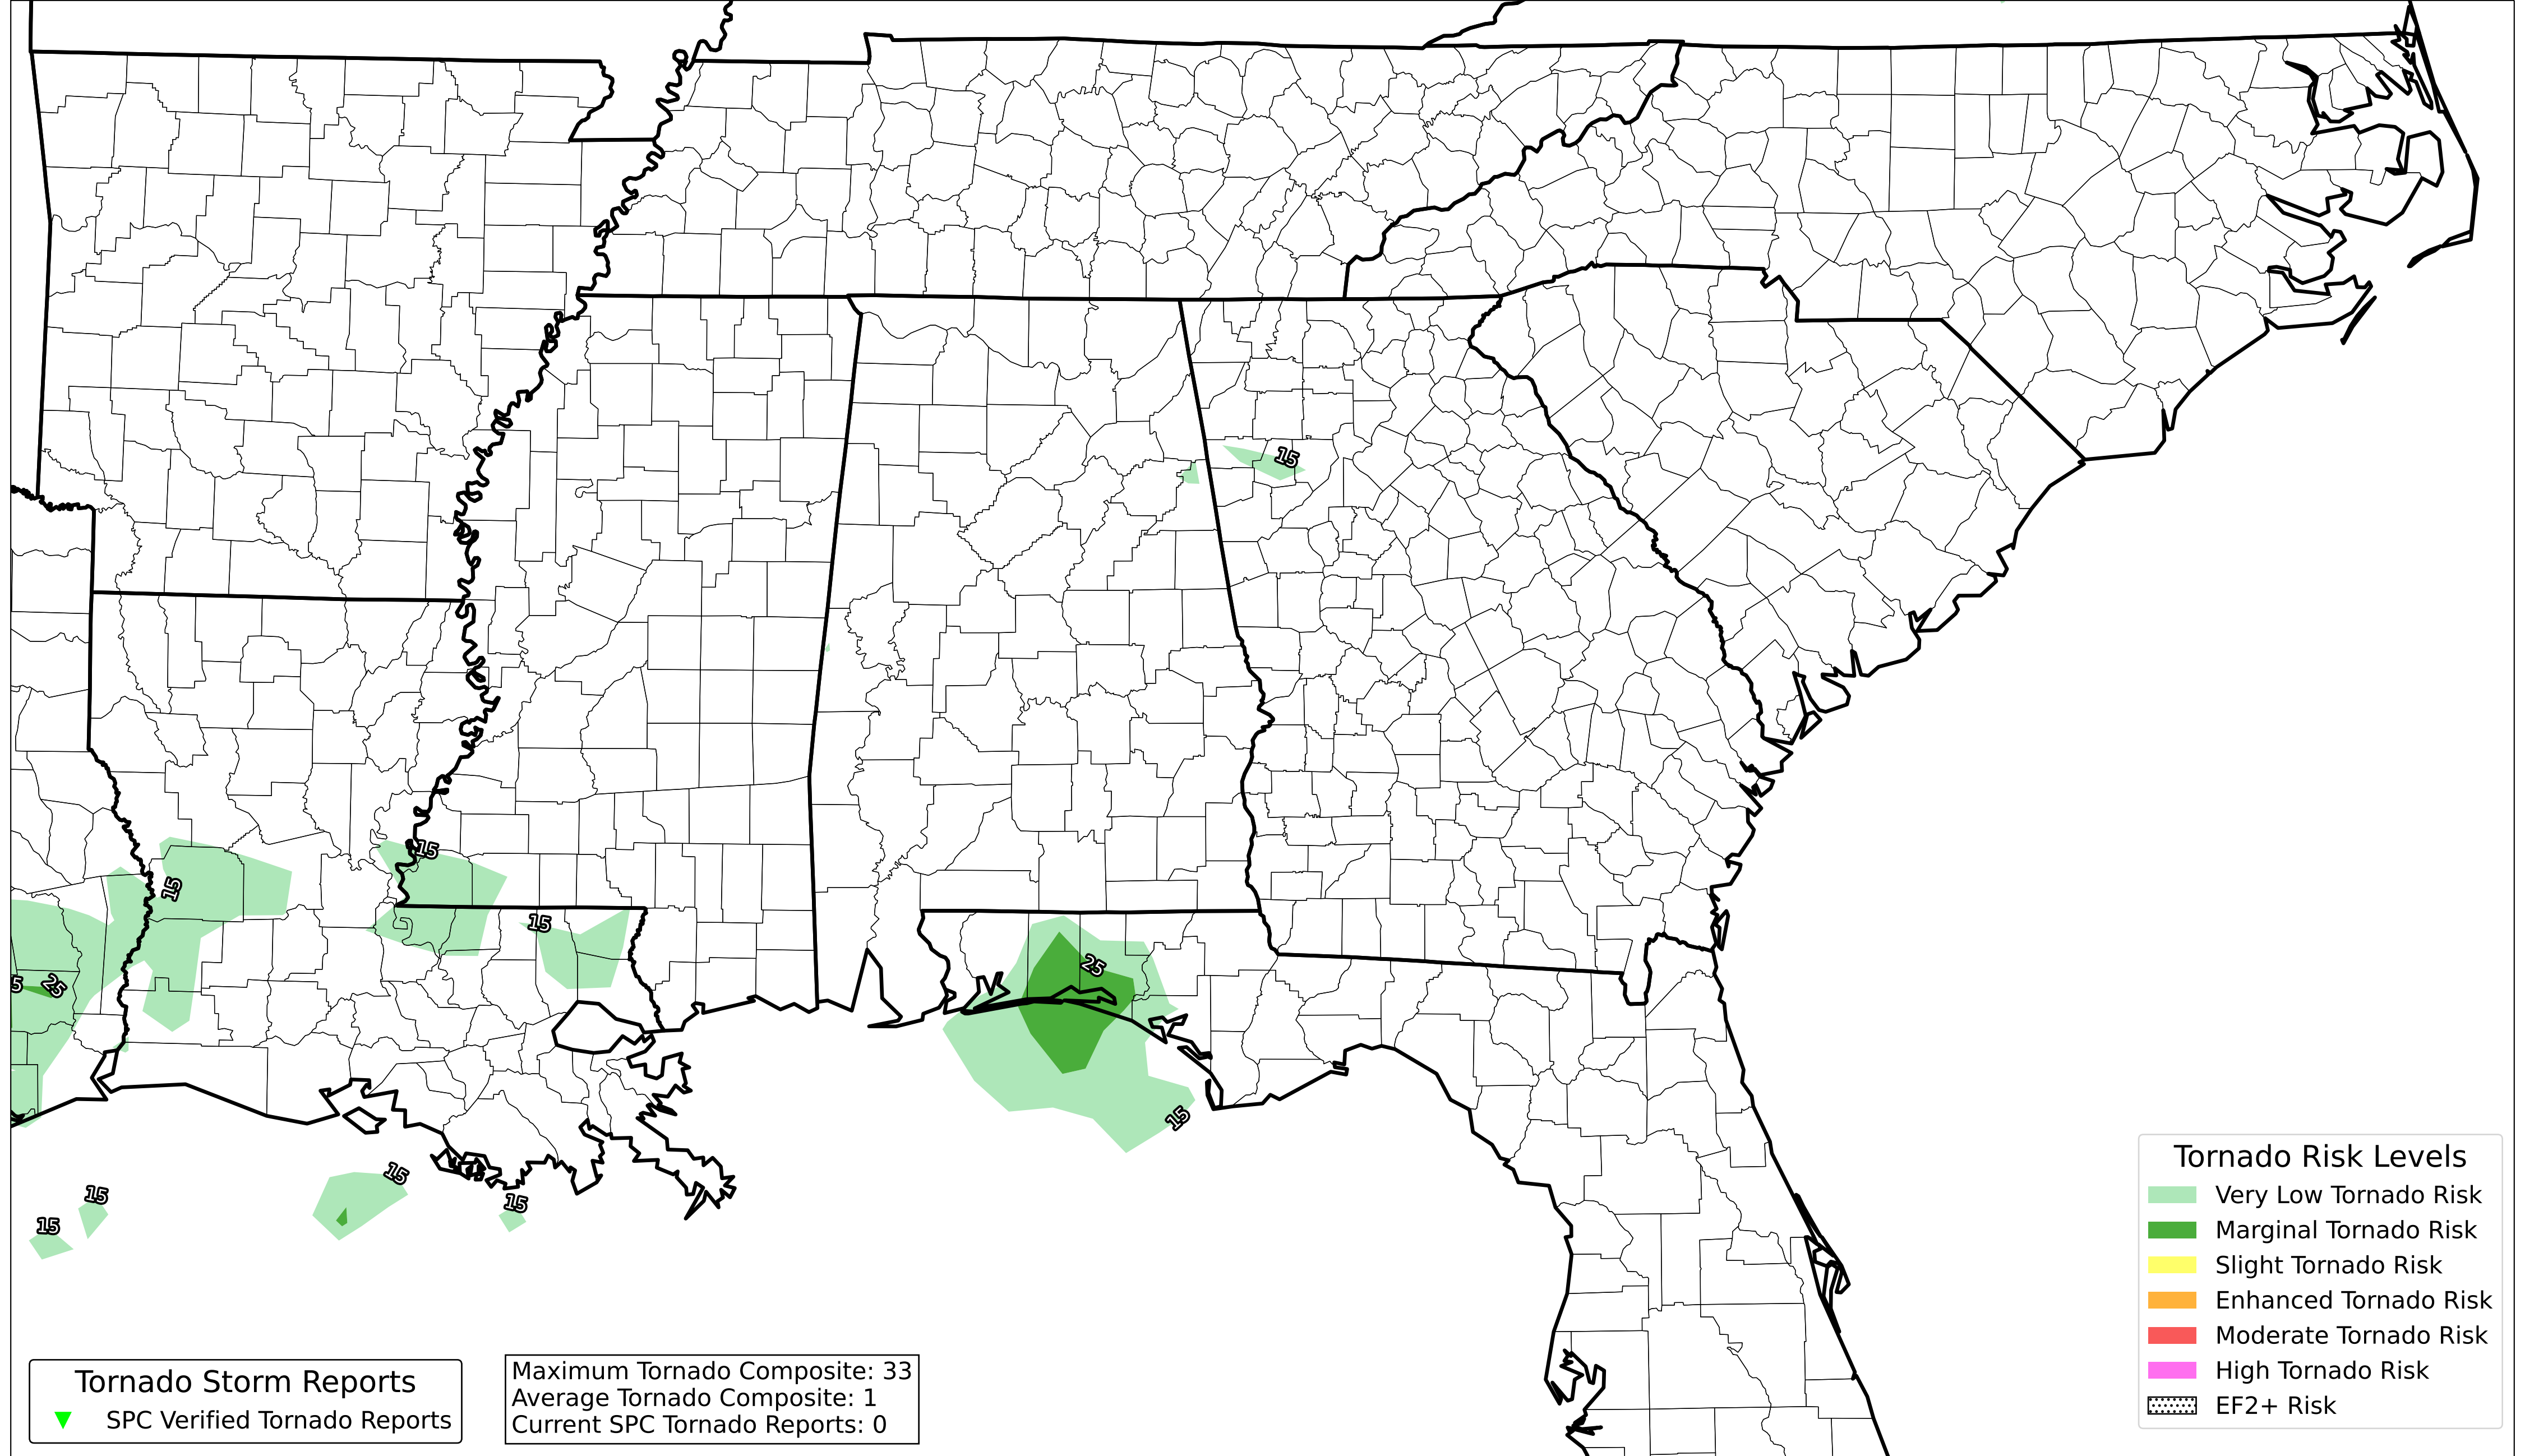 15
15
15
15
25
5
25
15
15
15
15
15
Tornado Risk Levels
Very Low Tornado Risk
Marginal Tornado Risk
Slight Tornado Risk
Enhanced Tornado Risk
Moderate Tornado Risk
High Tornado Risk
EF2+ Risk
Tornado Storm Reports
SPC Verified Tornado Reports
Maximum Tornado Composite: 33
Average Tornado Composite: 1
Current SPC Tornado Reports: 0